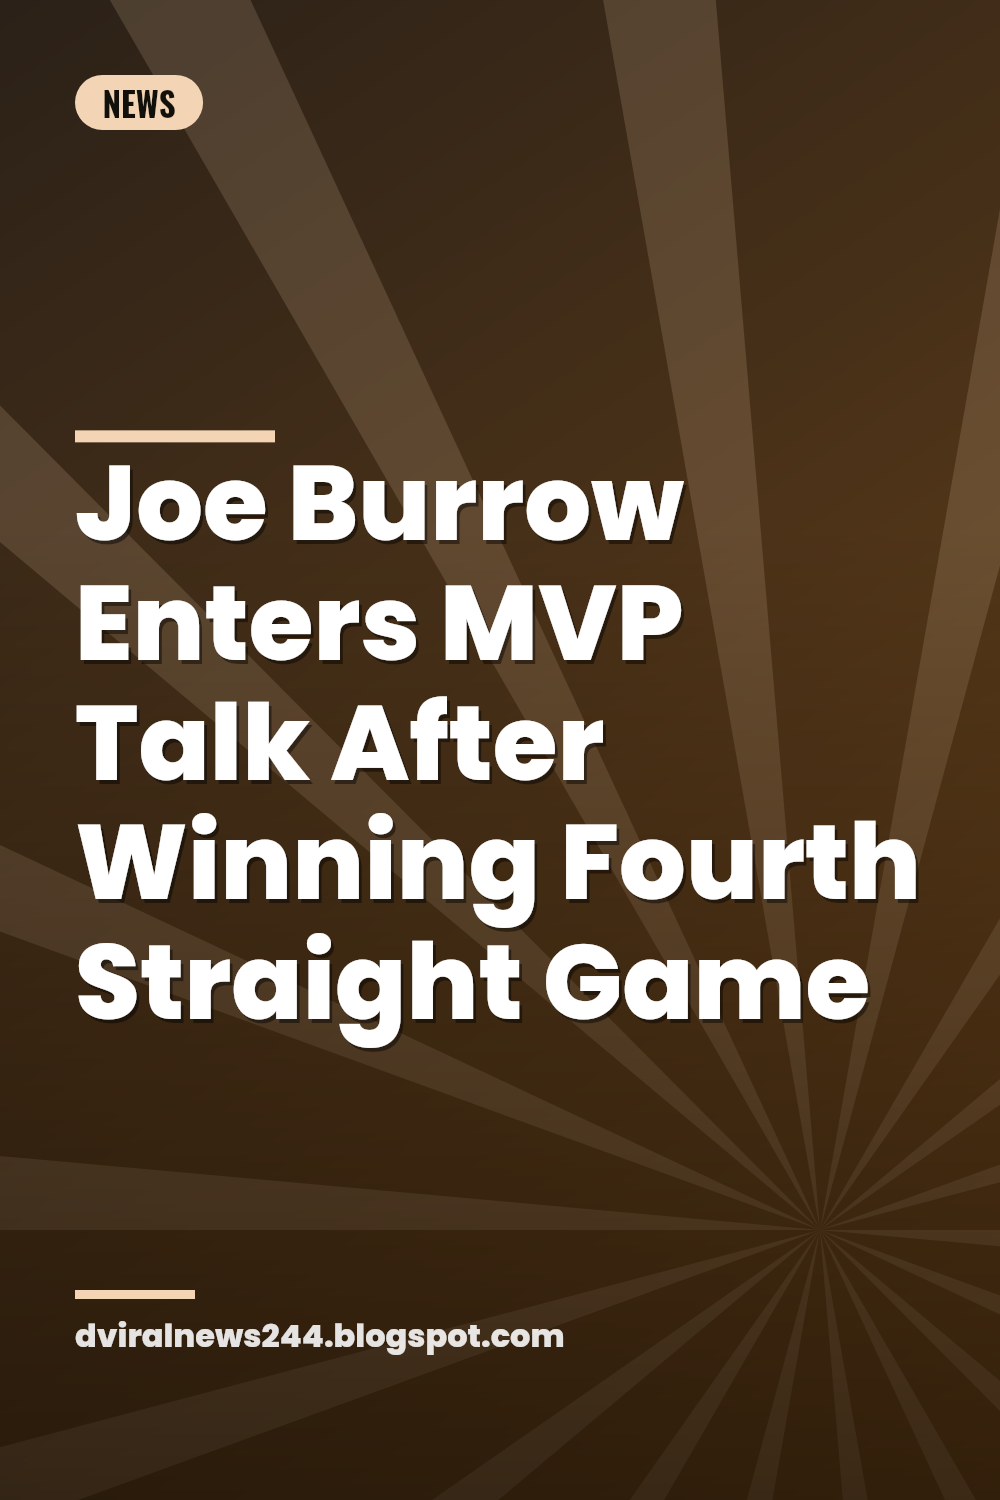 NEWS
Joe Burrow
Enters MVP
Talk After
Winning Fourth
Straight Game
dviralnews244.blogspot.com